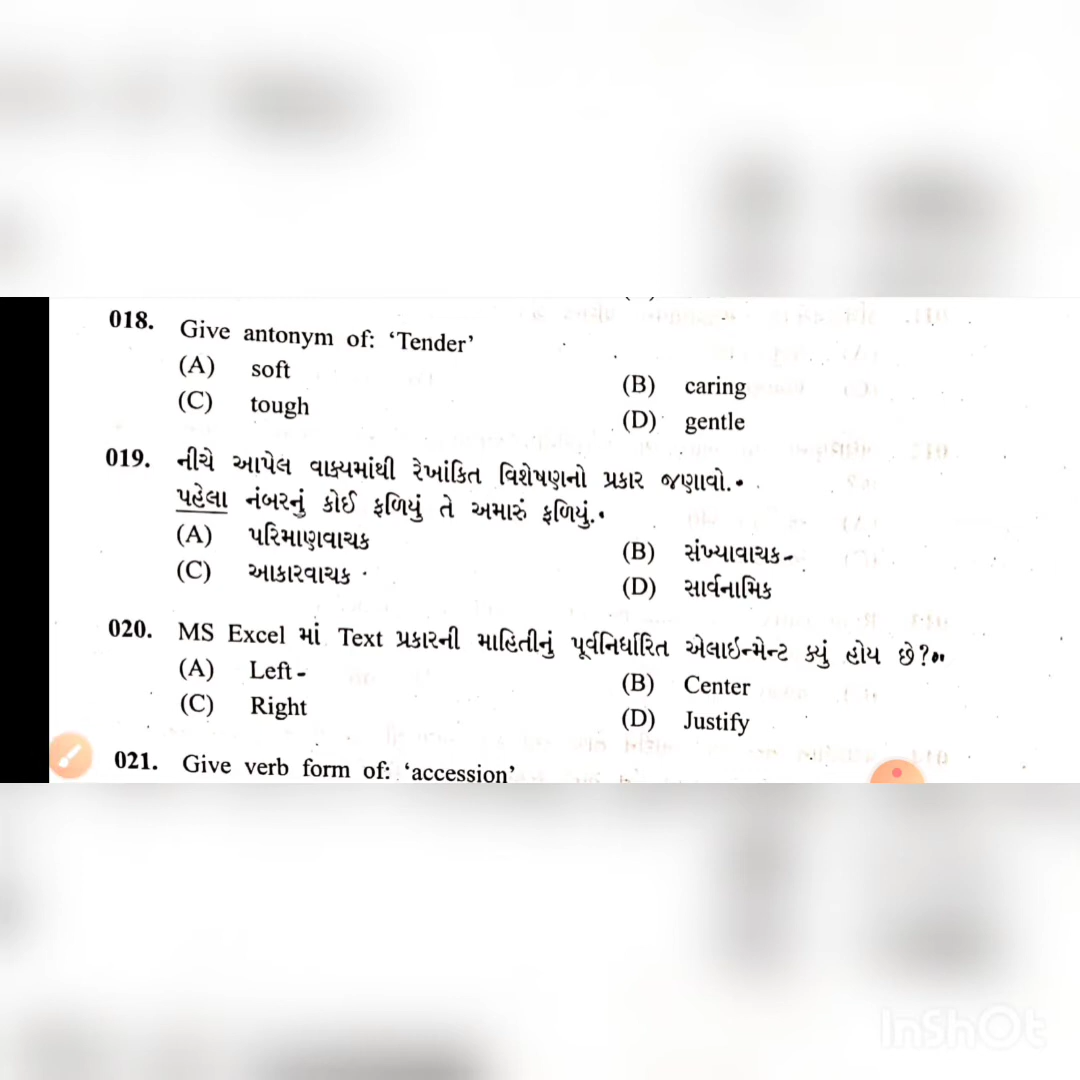 018. Give antonym of: ‘Tender’
(A) soft (B) caring
(C) tough (D) gentle
019. નીચે આપેલ વાક્યમાંથી રેખાંકિત વિશેષણનો પ્રકાર જણાવો.
પહેલા નંબરનું કોઈ ફળિયું તે અમારું ફળિયું.
(A) પરિમાણવાચક (B) સંખ્યાવાચક
(C) આકારવાચક (D) સાર્વનામિક
020. MS Excel માં Text પ્રકારની માહિતીનું પૂર્વનિર્ધારિત એલાઇન્મેન્ટ ક્યું હોય છે?
(A) Left (B) Center
(C) Right (D) Justify
021. Give verb form of: ‘accession’
InShOt